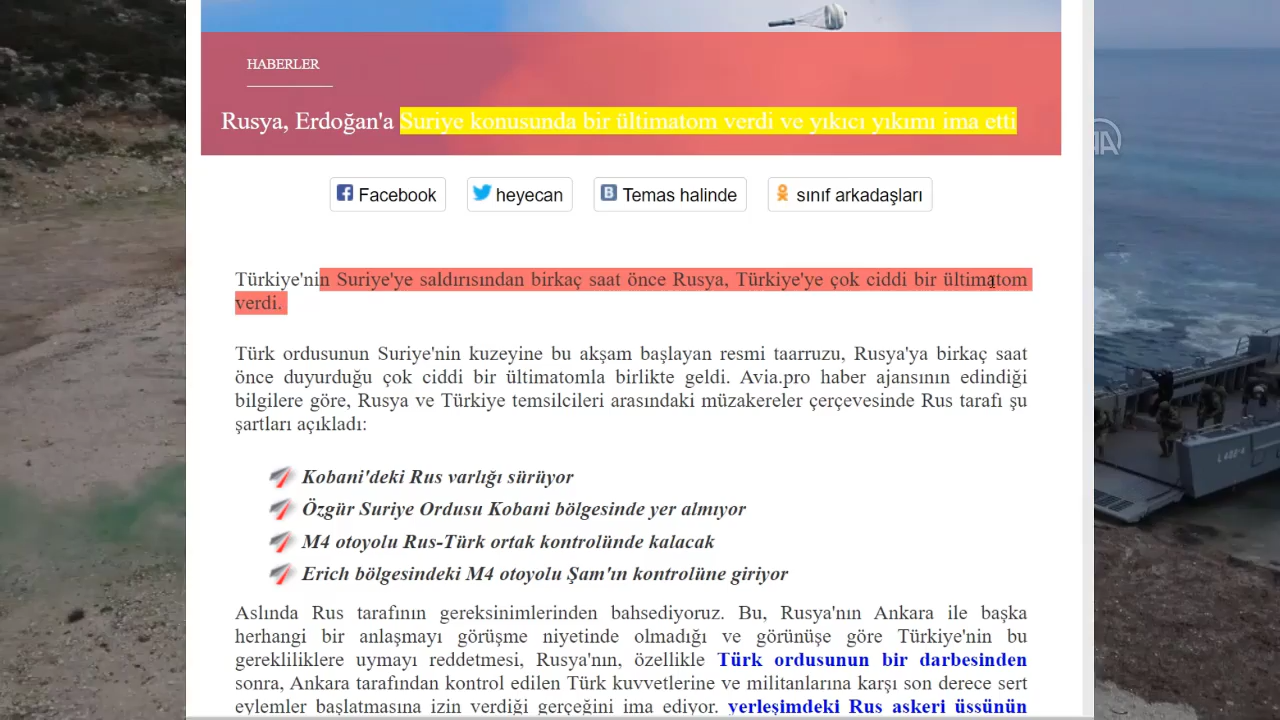 HABERLER
Rusya, Erdoğan'a Suriye konusunda bir ültimatom verdi ve yıkıcı yıkımı ima etti
AA
Facebook
heyecan
Temas halinde
sınıf arkadaşları
Türkiye'nin Suriye'ye saldırısından birkaç saat önce Rusya, Türkiye'ye çok ciddi bir ültimatom
verdi.
Türk ordusunun Suriye'nin kuzeyine bu akşam başlayan resmi taarruzu, Rusya'ya birkaç saat
önce duyurduğu çok ciddi bir ültimatomla birlikte geldi. Avia.pro haber ajansının edindiği
bilgilere göre, Rusya ve Türkiye temsilcileri arasındaki müzakereler çerçevesinde Rus tarafı şu
şartları açıkladı:
Kobani'deki Rus varlığı sürüyor
Özgür Suriye Ordusu Kobani bölgesinde yer almıyor
M4 otoyolu Rus-Türk ortak kontrolünde kalacak
Erich bölgesindeki M4 otoyolu Şam'ın kontrolüne giriyor
Aslında Rus tarafının gereksinimlerinden bahsediyoruz. Bu, Rusya'nın Ankara ile başka
herhangi bir anlaşmayı görüşme niyetinde olmadığı ve görünüşe göre Türkiye'nin bu
gerekliliklere uymayı reddetmesi, Rusya'nın, özellikle Türk ordusunun bir darbesinden
sonra, Ankara tarafından kontrol edilen Türk kuvvetlerine ve militanlarına karşı son derece sert
eylemler başlatmasına izin verdiği gerçeğini ima ediyor. yerleşimdeki Rus askeri üssünün